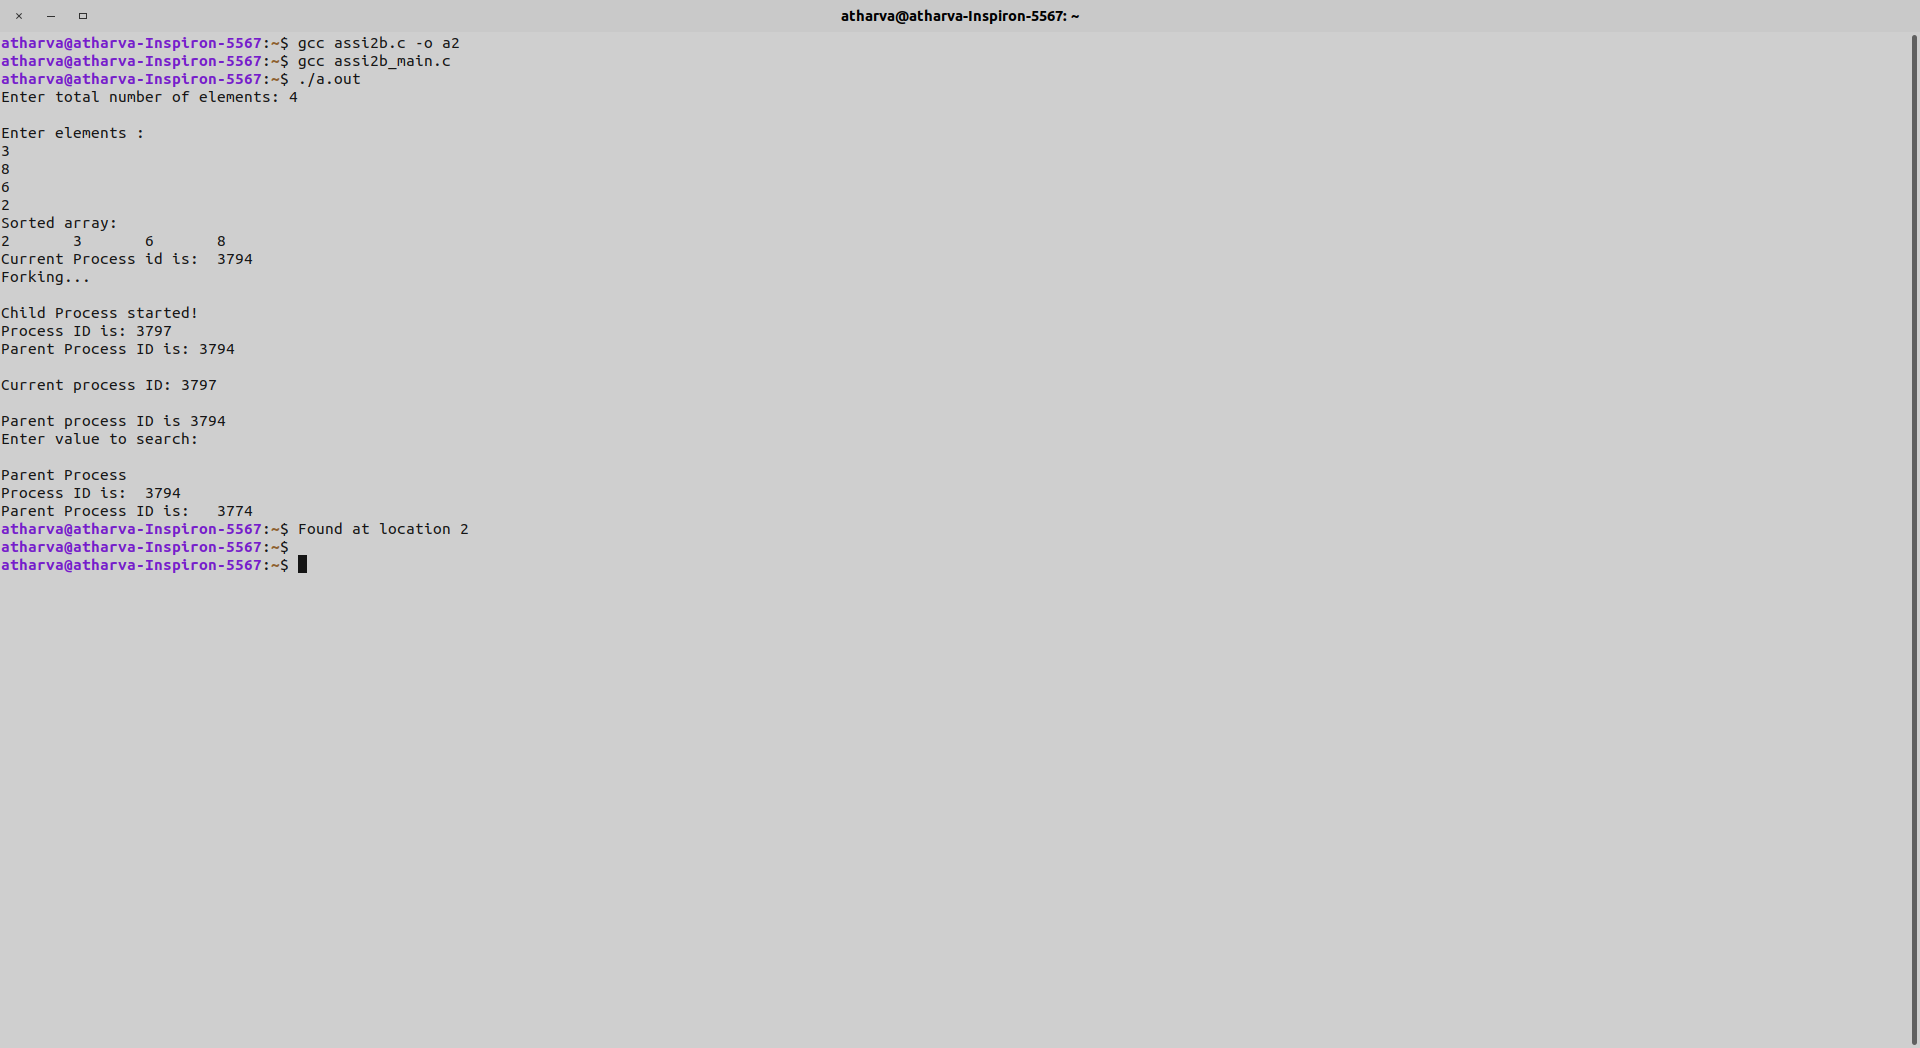 atharva@atharva-Inspiron-5567: ~
atharva@atharva-Inspiron-5567:~$ gcc assi2b.c -o a2
atharva@atharva-Inspiron-5567:~$ gcc assi2b_main.c
atharva@atharva-Inspiron-5567:~$ ./a.out
Enter total number of elements: 4
Enter elements :
3
8
6
2
Sorted array:
2       3       6       8
Current Process id is:  3794
Forking...
Child Process started!
Process ID is: 3797
Parent Process ID is: 3794
Current process ID: 3797
Parent process ID is 3794
Enter value to search:
Parent Process
Process ID is:  3794
Parent Process ID is:   3774
atharva@atharva-Inspiron-5567:~$ Found at location 2
atharva@atharva-Inspiron-5567:~$
atharva@atharva-Inspiron-5567:~$